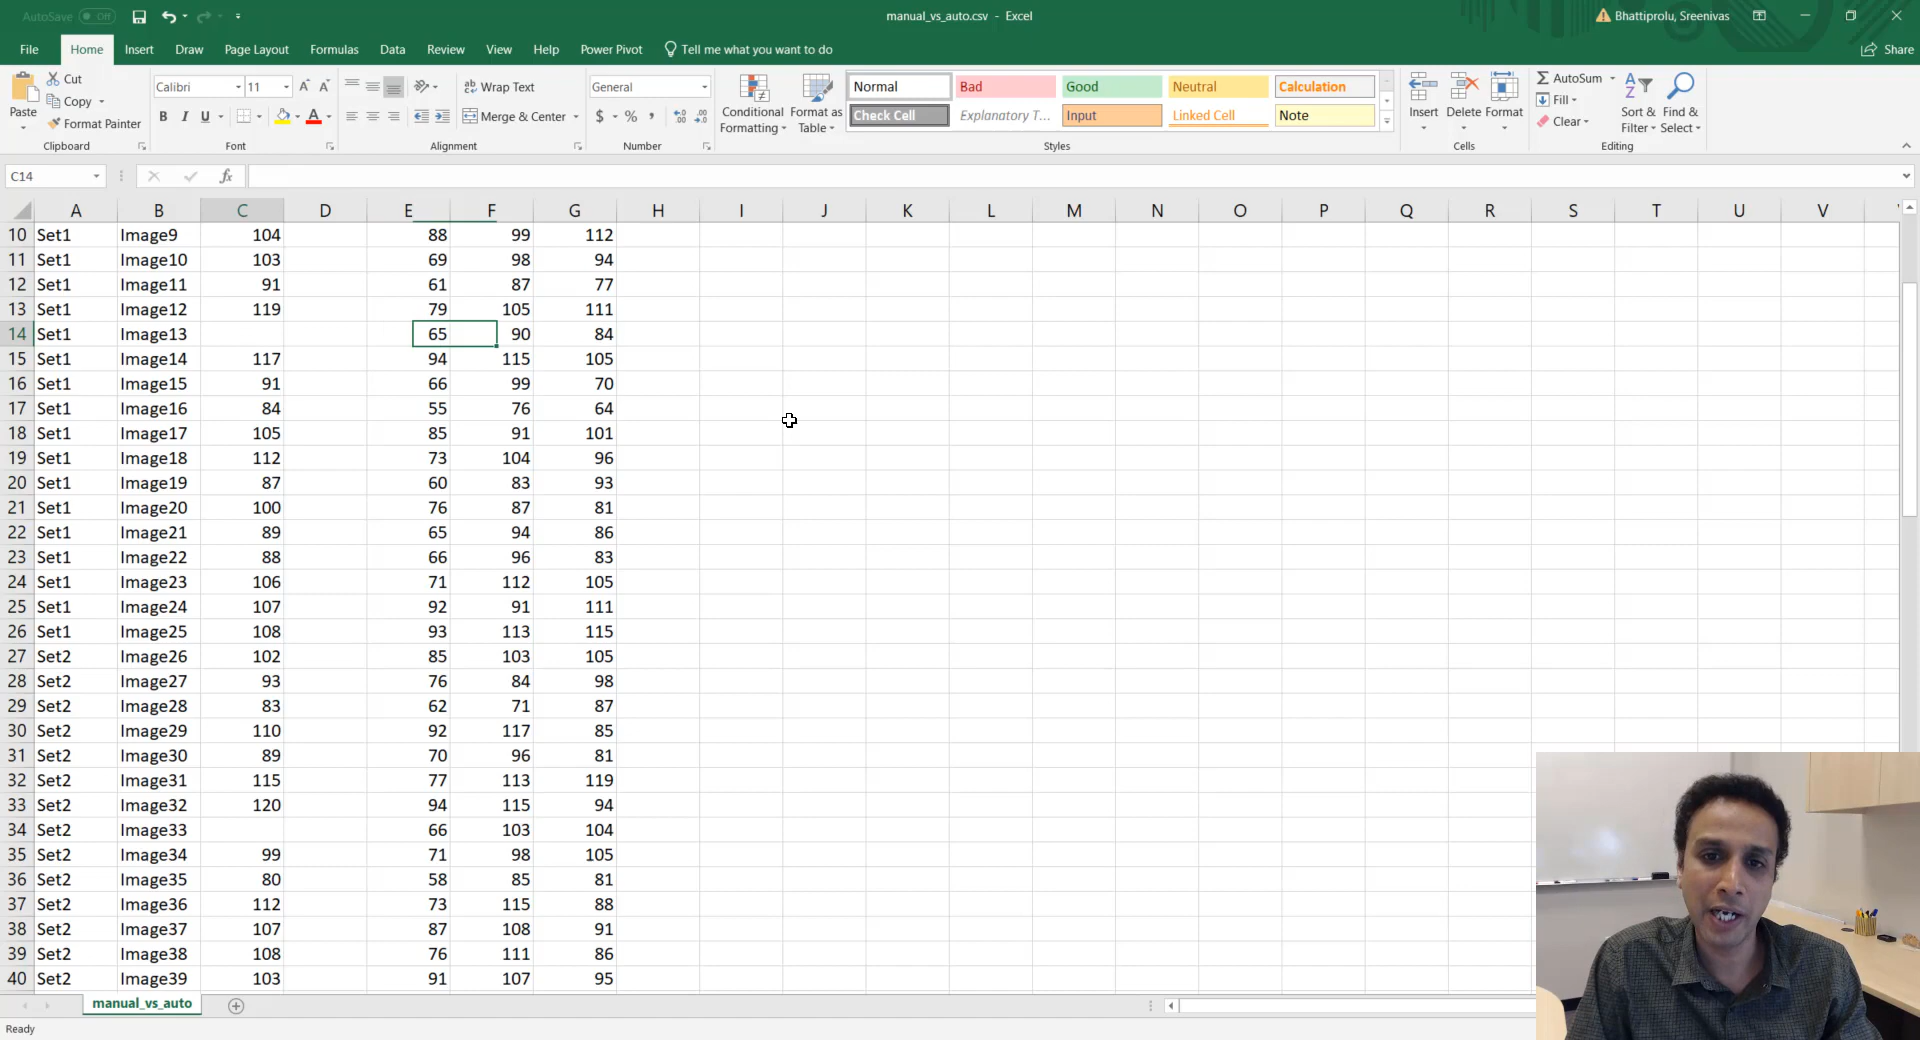 AutoSave Off
manual_vs_auto.csv - Excel
Bhattiprolu, Sreenivas
File Home Insert Draw Page Layout Formulas Data Review View Help Power Pivot Tell me what you want to do Share
Paste Cut Calibri 11 Wrap Text General Conditional Formatting Format as Table Normal Bad Good Neutral Calculation Insert Delete Format AutoSum Sort & Filter Find & Select
Copy Fill
Format Painter B I U Merge & Center $ % , Check Cell Explanatory T... Input Linked Cell Note Clear
Clipboard Font Alignment Number Styles Cells Editing
C14 fx
A B C D E F G H I J K L M N O P Q R S T U V
10 Set1 Image9 104 88 99 112
11 Set1 Image10 103 69 98 94
12 Set1 Image11 91 61 87 77
13 Set1 Image12 119 79 105 111
14 Set1 Image13 65 90 84
15 Set1 Image14 117 94 115 105
16 Set1 Image15 91 66 99 70
17 Set1 Image16 84 55 76 64
18 Set1 Image17 105 85 91 101
19 Set1 Image18 112 73 104 96
20 Set1 Image19 87 60 83 93
21 Set1 Image20 100 76 87 81
22 Set1 Image21 89 65 94 86
23 Set1 Image22 88 66 96 83
24 Set1 Image23 106 71 112 105
25 Set1 Image24 107 92 91 111
26 Set1 Image25 108 93 113 115
27 Set2 Image26 102 85 103 105
28 Set2 Image27 93 76 84 98
29 Set2 Image28 83 62 71 87
30 Set2 Image29 110 92 117 85
31 Set2 Image30 89 70 96 81
32 Set2 Image31 115 77 113 119
33 Set2 Image32 120 94 115 94
34 Set2 Image33 66 103 104
35 Set2 Image34 99 71 98 105
36 Set2 Image35 80 58 85 81
37 Set2 Image36 112 73 115 88
38 Set2 Image37 107 87 108 91
39 Set2 Image38 108 76 111 86
40 Set2 Image39 103 91 107 95
manual_vs_auto
Ready